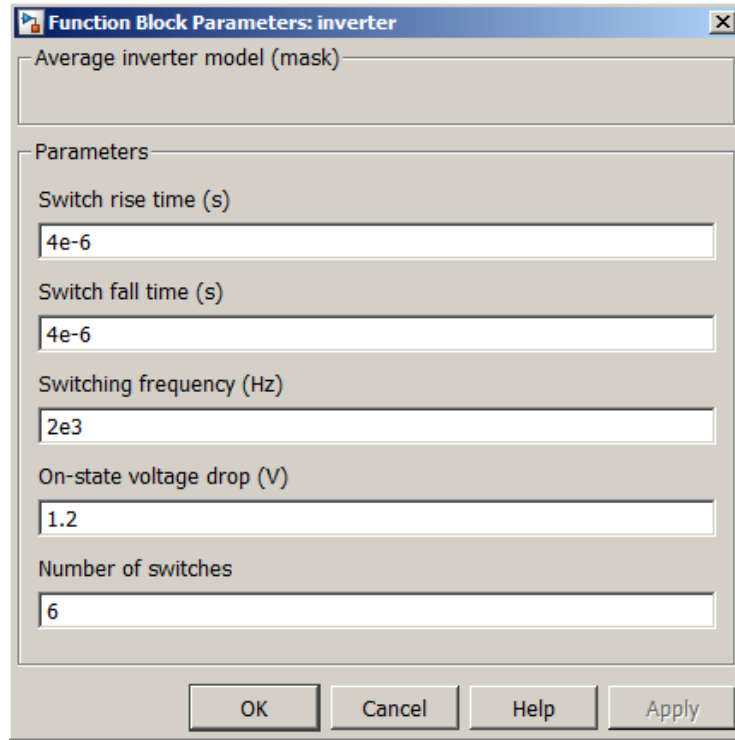 Function Block Parameters: inverter
Average inverter model (mask)
Parameters
Switch rise time (s)
4e-6
Switch fall time (s)
4e-6
Switching frequency (Hz)
2e3
On-state voltage drop (V)
1.2
Number of switches
6
OK Cancel Help Apply